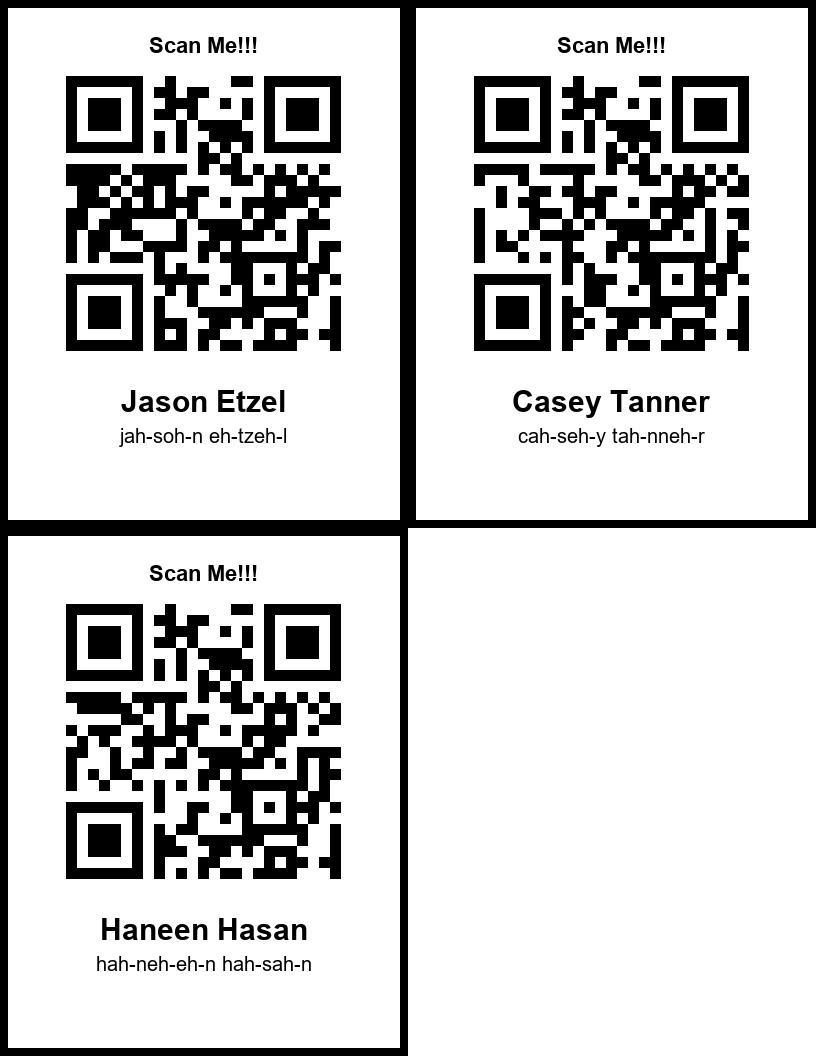 Scan Me!!!
Jason Etzel
jah-soh-n eh-tzeh-l
Scan Me!!!
Casey Tanner
cah-seh-y tah-nneh-r
Scan Me!!!
Haneen Hasan
hah-neh-eh-n hah-sah-n